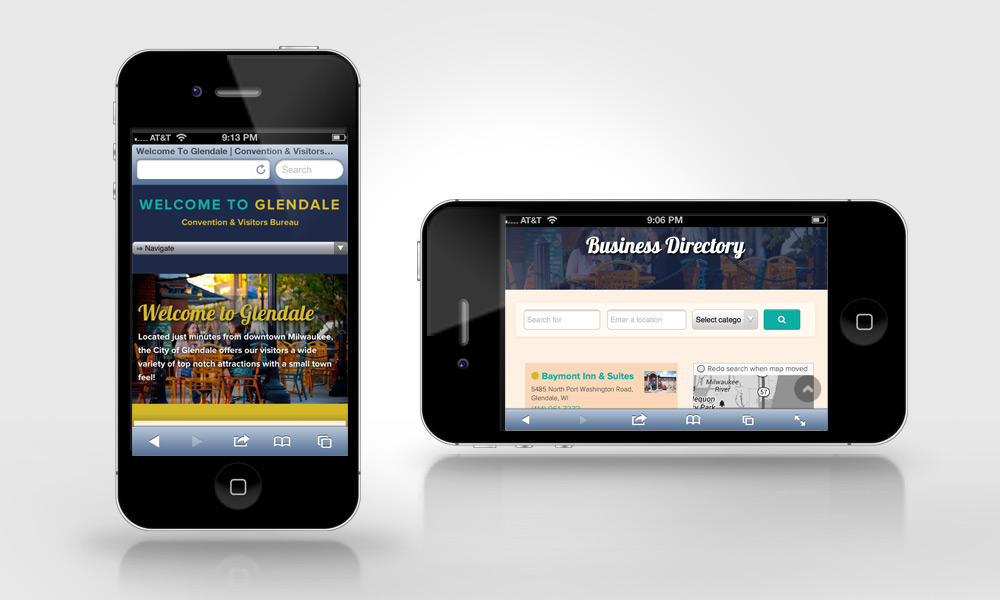 AT&T 9:13 PM
Welcome To Glendale | Convention & Visitors...
Search
WELCOME TO GLENDALE
Convention & Visitors Bureau
⇒ Navigate
Welcome to Glendale
Located just minutes from downtown Milwaukee,
the City of Glendale offers our visitors a wide
variety of top notch attractions with a small town
feel!
AT&T 9:06 PM
Business Directory
Search for
Enter a location
Select catego
Baymont Inn & Suites
5485 North Port Washington Road,
Glendale, WI
Redo search when map moved
Milwaukee
River
57
equon
y Park